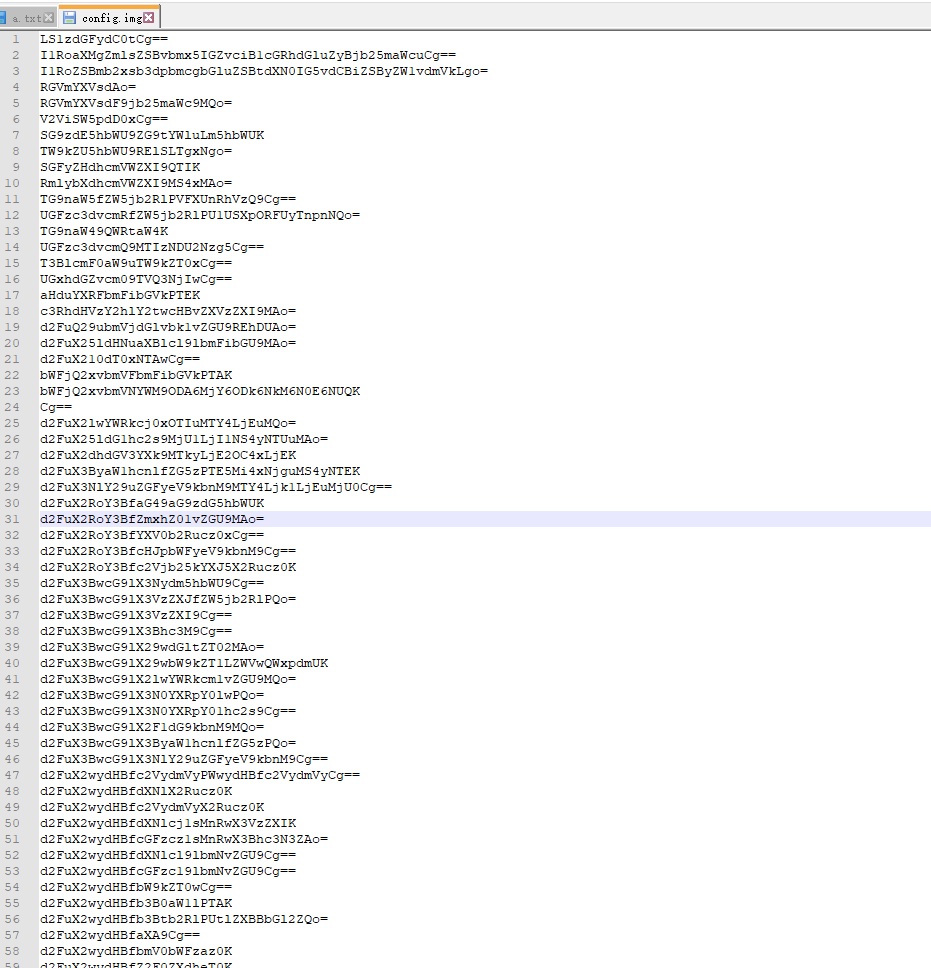 a.txt config.img
1 LS1zdGFydC0tCg==
2 I1RoaXMgZmlsZSBvbmx5IGZvciB1cGRhdGluZyBjb25maWcuCg==
3 I1RoZSBmb2xsb3dpbmcgbGluZSBtdXN0IG5vdCBiZSByZW1vdmVkLgo=
4 RGVmYXVsdAo=
5 RGVmYXVsdF9jb25maWc9MQo=
6 V2ViSW5pdD0xCg==
7 SG9zdE5hbWU9ZG9tYWluLm5hbWUK
8 TW9kZU5hbWU9RElSLTgxNgo=
9 SGFyZHdhcmVWZXI9QTIK
10 RmlybXdhcmVWZXI9MS4xMAo=
11 TG9naW5fZW5jb2RlPVFXUnRhVzQ9Cg==
12 UGFzc3dvcmRfZW5jb2RlPU1USXpORFUyTnpnNQo=
13 TG9naW49QWRtaW4K
14 UGFzc3dvcmQ9MTIzNDU2Nzg5Cg==
15 T3BlcmF0aW9uTW9kZT0xCg==
16 UGxhdGZvcm09TVQ3NjIwCg==
17 aHduYXRFbmFibGVkPTEK
18 c3RhdHVzY2hlY2twcHBvZXVzZXI9MAo=
19 d2FuQ29ubmVjdGlvbk1vZGU9REhDUAo=
20 d2FuX25ldHNuaXBlcl9lbmFibGU9MAo=
21 d2FuX210dT0xNTAwCg==
22 bWFjQ2xvbmVFbmFibGVkPTAK
23 bWFjQ2xvbmVNYWM9ODA6MjY6ODk6NkM6N0E6NUQK
24 Cg==
25 d2FuX2lwYWRkcj0xOTIuMTY4LjEuMQo=
26 d2FuX25ldG1hc2s9MjU1LjI1NS4yNTUuMAo=
27 d2FuX2dhdGV3YXk9MTkyLjE2OC4xLjEK
28 d2FuX3ByaW1hcnlfZG5zPTE5Mi4xNjguMS4yNTEK
29 d2FuX3NlY29uZGFyeV9kbnM9MTY4Ljk1LjEuMjU0Cg==
30 d2FuX2RoY3BfaG49aG9zdG5hbWUK
31 d2FuX2RoY3BfZmxhZ01vZGU9MAo=
32 d2FuX2RoY3BfYXV0b2Rucz0xCg==
33 d2FuX2RoY3BfcHJpbWFyeV9kbnM9Cg==
34 d2FuX2RoY3Bfc2Vjb25kYXJ5X2Rucz0K
35 d2FuX3BwcG9lX3Nydm5hbWU9Cg==
36 d2FuX3BwcG9lX3VzZXJfZW5jb2RlPQo=
37 d2FuX3BwcG9lX3VzZXI9Cg==
38 d2FuX3BwcG9lX3Bhc3M9Cg==
39 d2FuX3BwcG9lX29wdGltZT02MAo=
40 d2FuX3BwcG9lX29wbW9kZT1LZWVwQWxpdmUK
41 d2FuX3BwcG9lX2lwYWRkcm1vZGU9MQo=
42 d2FuX3BwcG9lX3N0YXRpY0lwPQo=
43 d2FuX3BwcG9lX3N0YXRpY01hc2s9Cg==
44 d2FuX3BwcG9lX2F1dG9kbnM9MQo=
45 d2FuX3BwcG9lX3ByaW1hcnlfZG5zPQo=
46 d2FuX3BwcG9lX3NlY29uZGFyeV9kbnM9Cg==
47 d2FuX2wydHBfc2VydmVyPWwydHBfc2VydmVyCg==
48 d2FuX2wydHBfdXNlX2Rucz0K
49 d2FuX2wydHBfc2VydmVyX2Rucz0K
50 d2FuX2wydHBfdXNlcj1sMnRwX3VzZXIK
51 d2FuX2wydHBfcGFzcz1sMnRwX3Bhc3N3ZAo=
52 d2FuX2wydHBfdXNlcl9lbmNvZGU9Cg==
53 d2FuX2wydHBfcGFzc19lbmNvZGU9Cg==
54 d2FuX2wydHBfbW9kZT0wCg==
55 d2FuX2wydHBfb3B0aW1lPTAK
56 d2FuX2wydHBfb3Btb2RlPUtlZXBBbGl2ZQo=
57 d2FuX2wydHBfaXA9Cg==
58 d2FuX2wydHBfbmV0bWFzaz0K
59 d2FuX2wydHBfZ2F0ZXdheT0K